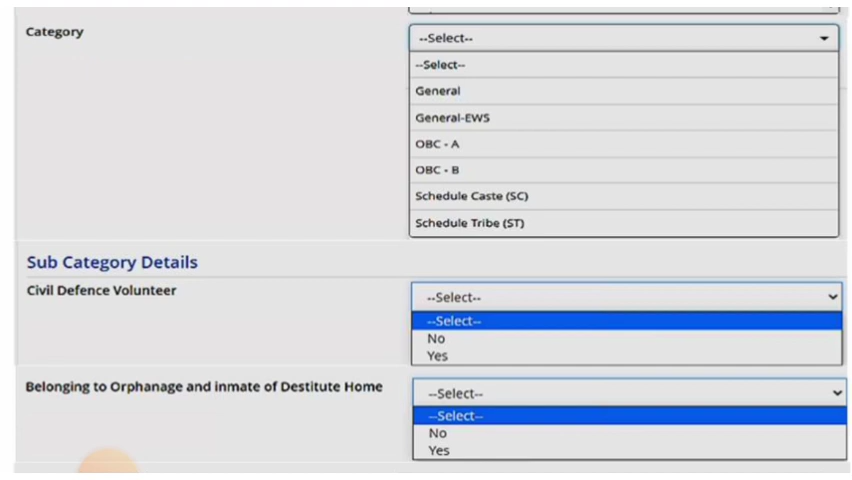 Category
--Select--
--Select--
General
General-EWS
OBC - A
OBC - B
Schedule Caste (SC)
Schedule Tribe (ST)
Sub Category Details
Civil Defence Volunteer
--Select--
--Select--
No
Yes
Belonging to Orphanage and inmate of Destitute Home
--Select--
--Select--
No
Yes